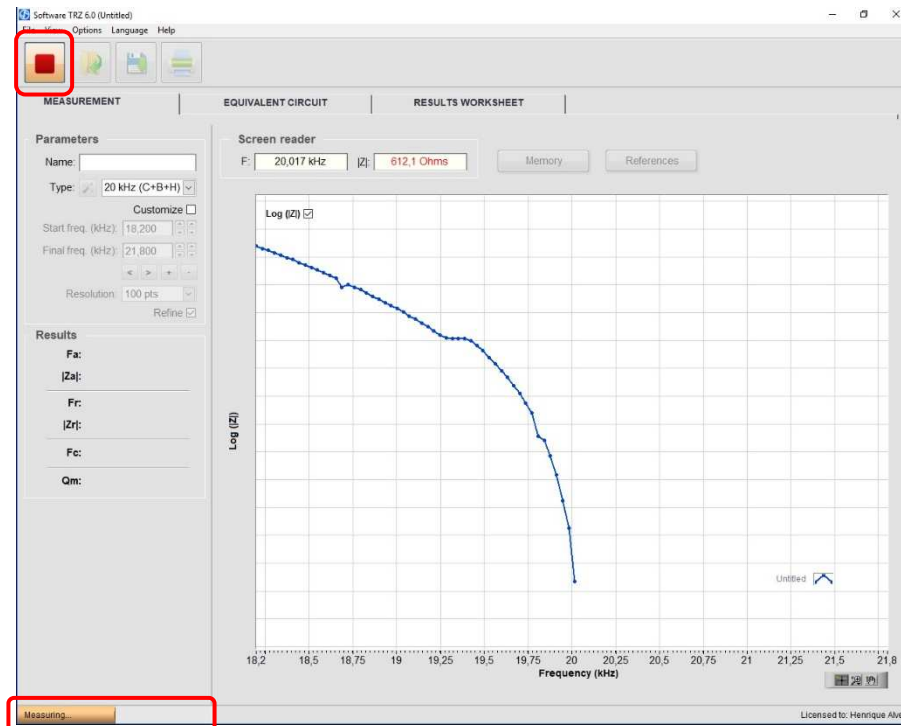 Software TRZ 6.0 (Untitled)
File View Options Language Help
MEASUREMENT
EQUIVALENT CIRCUIT
RESULTS WORKSHEET
Parameters
Name:
Type: 20 kHz (C+B+H)
Customize
Start freq. (kHz): 18,200
Final freq. (kHz): 21,800
< > + -
Resolution: 100 pts
Refine
Results
Fa:
|Za|:
Fr:
|Zr|:
Fc:
Qm:
Screen reader
F: 20,017 kHz |Z|: 612,1 Ohms
Memory
References
Log (|Z|)
Log (|Z|)
Untitled
18,2 18,5 18,75 19 19,25 19,5 19,75 20 20,25 20,5 20,75 21 21,25 21,5 21,8
Frequency (kHz)
Measuring...
Licensed to: Henrique Alve